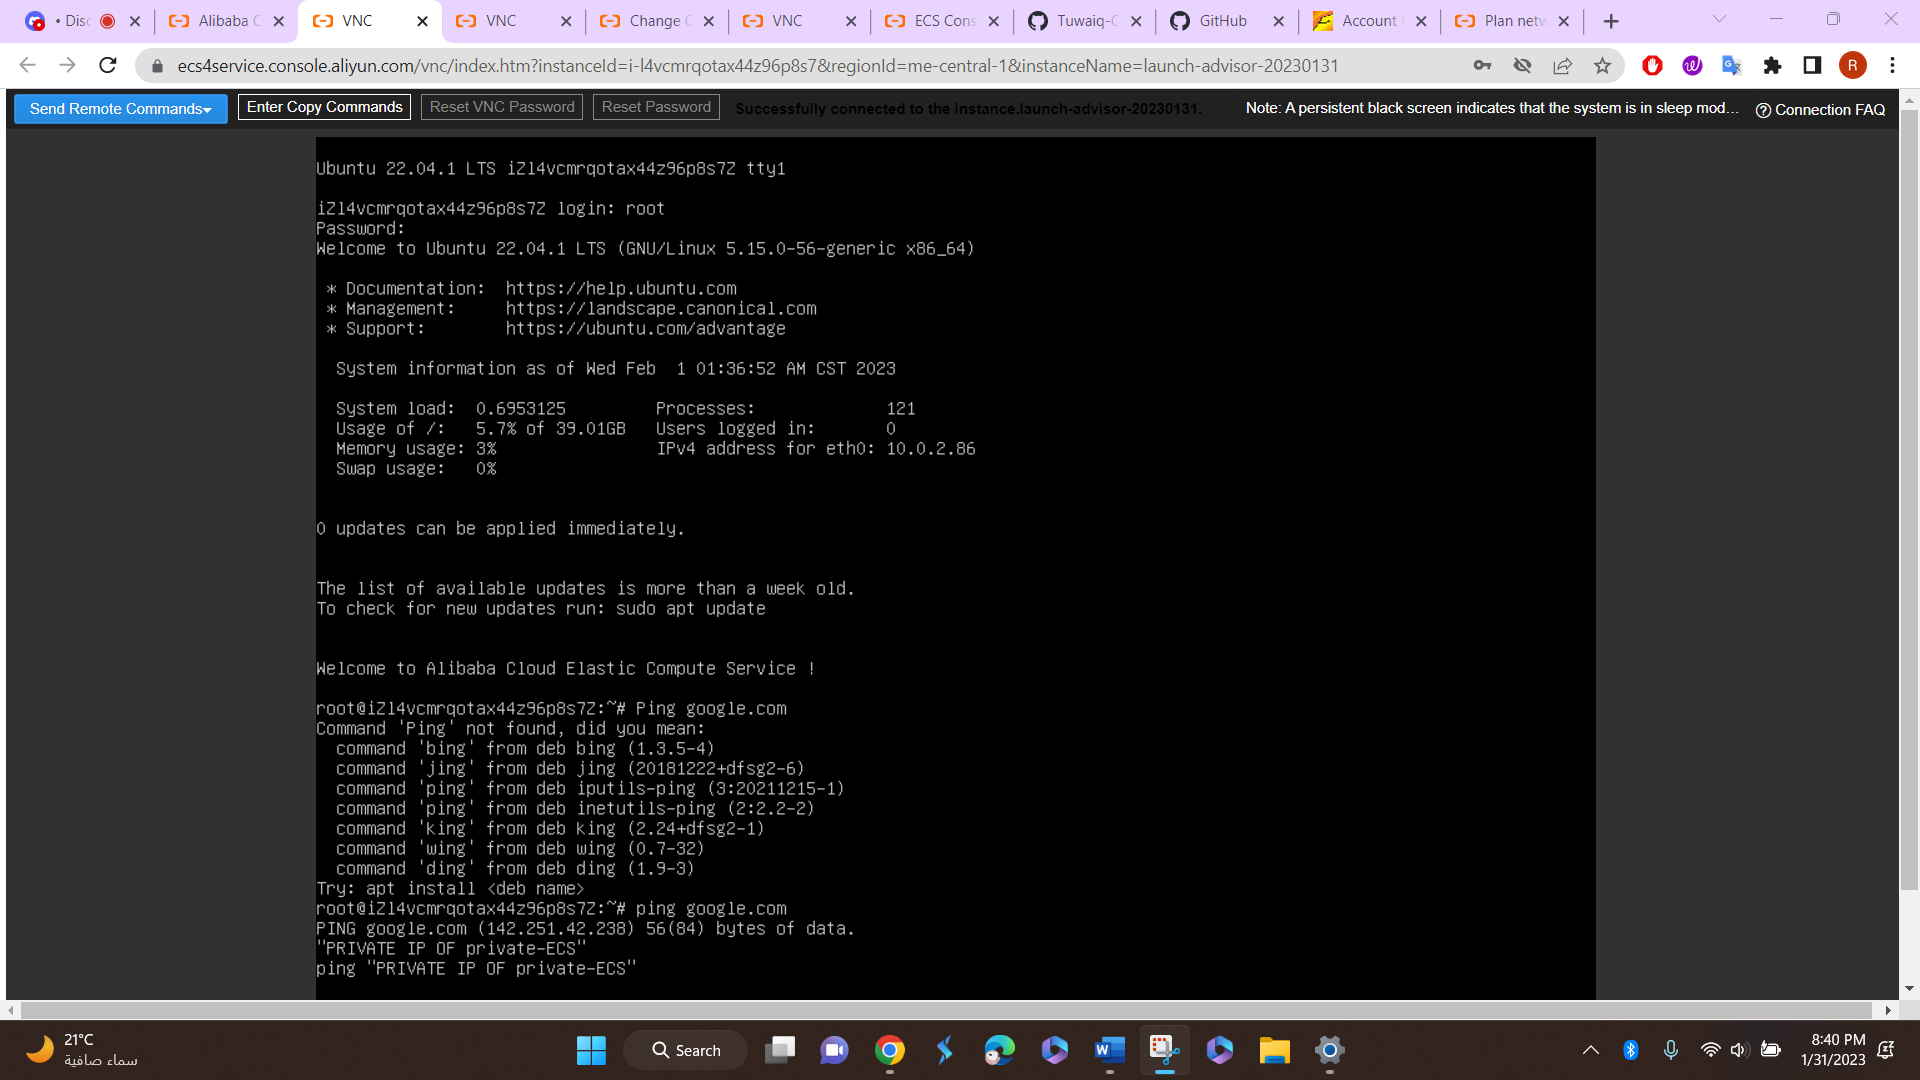 Disc
Alibaba C
VNC
VNC
Change C
VNC
ECS Cons
Tuwaiq-C
GitHub
Account
Plan netw
ecs4service.console.aliyun.com/vnc/index.htm?instanceId=i-l4vcmrqotax44z96p8s7&regionId=me-central-1&instanceName=launch-advisor-20230131
R
Send Remote Commands
Enter Copy Commands
Reset VNC Password
Reset Password
Successfully connected to the instance.launch-advisor-20230131.
Note: A persistent black screen indicates that the system is in sleep mod...
Connection FAQ
Ubuntu 22.04.1 LTS iZl4vcmrqotax44z96p8s7Z tty1
iZl4vcmrqotax44z96p8s7Z login: root
Password:
Welcome to Ubuntu 22.04.1 LTS (GNU/Linux 5.15.0-56-generic x86_64)
* Documentation: https://help.ubuntu.com
* Management: https://landscape.canonical.com
* Support: https://ubuntu.com/advantage
System information as of Wed Feb 1 01:36:52 AM CST 2023
System load: 0.6953125 Processes: 121
Usage of /: 5.7% of 39.01GB Users logged in: 0
Memory usage: 3% IPv4 address for eth0: 10.0.2.86
Swap usage: 0%
0 updates can be applied immediately.
The list of available updates is more than a week old.
To check for new updates run: sudo apt update
Welcome to Alibaba Cloud Elastic Compute Service !
root@iZl4vcmrqotax44z96p8s7Z:~# Ping google.com
Command 'Ping' not found, did you mean:
command 'bing' from deb bing (1.3.5-4)
command 'jing' from deb jing (20181222+dfsg2-6)
command 'ping' from deb iputils-ping (3:20211215-1)
command 'ping' from deb inetutils-ping (2:2.2-2)
command 'king' from deb king (2.24+dfsg2-1)
command 'wing' from deb wing (0.7-32)
command 'ding' from deb ding (1.9-3)
Try: apt install <deb name>
root@iZl4vcmrqotax44z96p8s7Z:~# ping google.com
PING google.com (142.251.42.238) 56(84) bytes of data.
"PRIVATE IP OF private-ECS"
ping "PRIVATE IP OF private-ECS"
21°C
سماء صافية
Search
8:40 PM
1/31/2023